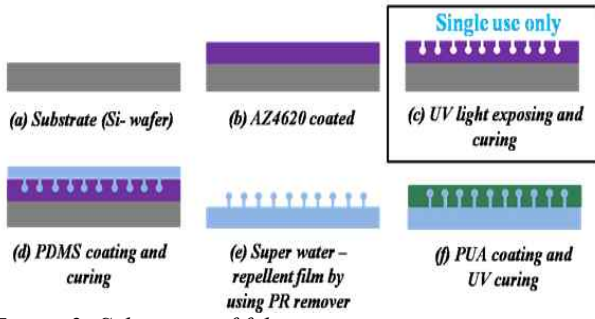 Single use only
(a) Substrate (Si- wafer)
(b) AZ4620 coated
(c) UV light exposing and
curing
(d) PDMS coating and
curing
(e) Super water –
repellent film by
using PR remover
(f) PUA coating and
UV curing